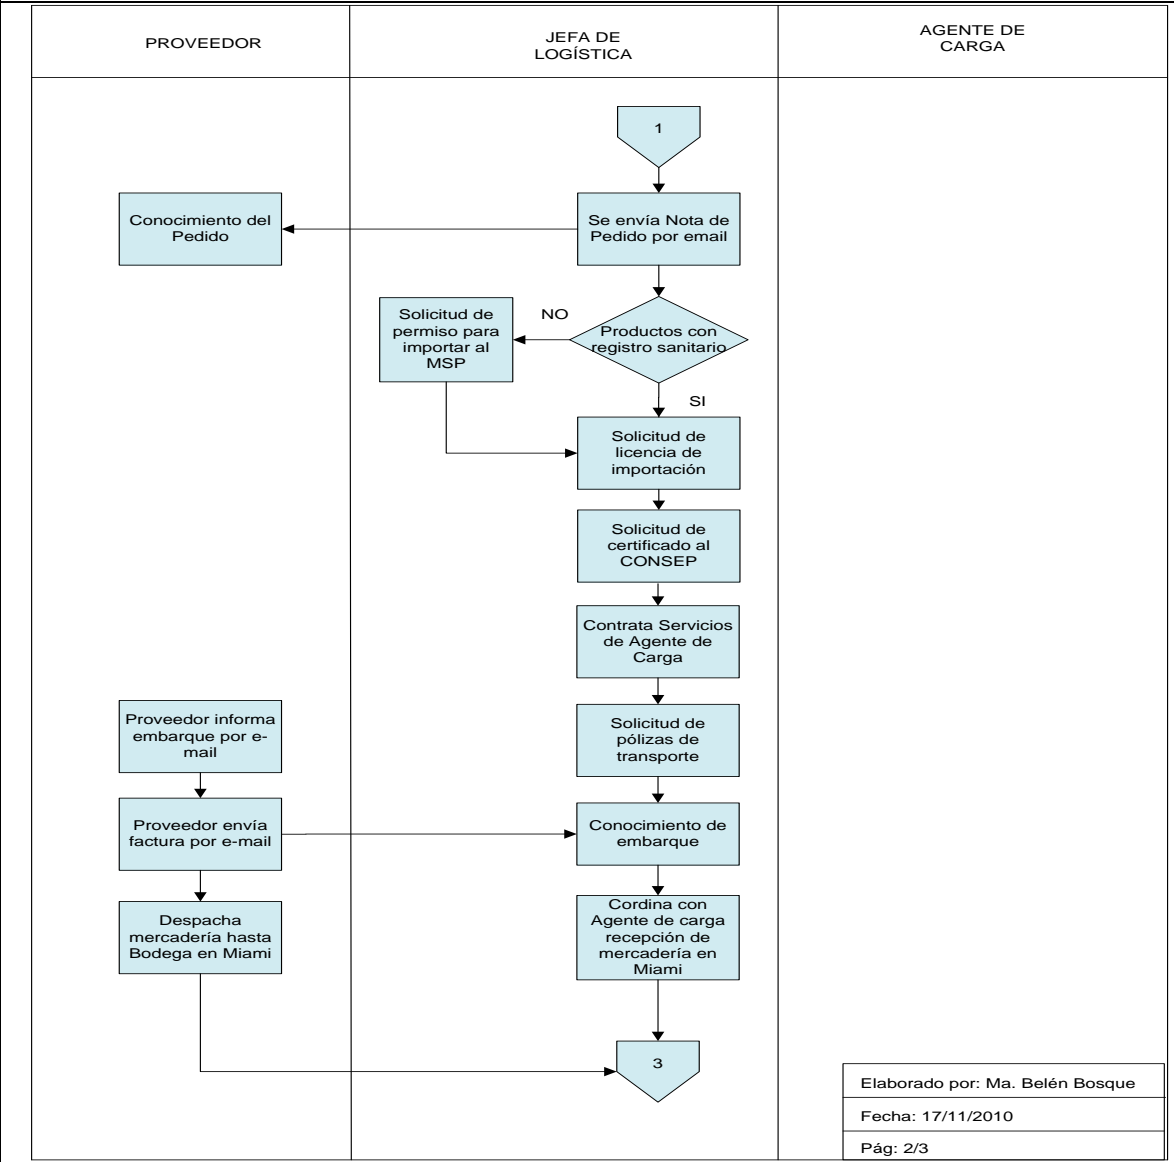 PROVEEDOR
JEFA DE
LOGÍSTICA
AGENTE DE
CARGA
1
Conocimiento del
Pedido
Se envía Nota de
Pedido por email
Solicitud de
permiso para
importar al
MSP
NO
Productos con
registro sanitario
SI
Solicitud de
licencia de
importación
Solicitud de
certificado al
CONSEP
Contrata Servicios
de Agente de
Carga
Proveedor informa
embarque por e-
mail
Solicitud de
pólizas de
transporte
Proveedor envía
factura por e-mail
Conocimiento de
embarque
Despacha
mercadería hasta
Bodega en Miami
Cordina con
Agente de carga
recepción de
mercadería en
Miami
3
Elaborado por: Ma. Belén Bosque
Fecha: 17/11/2010
Pág: 2/3